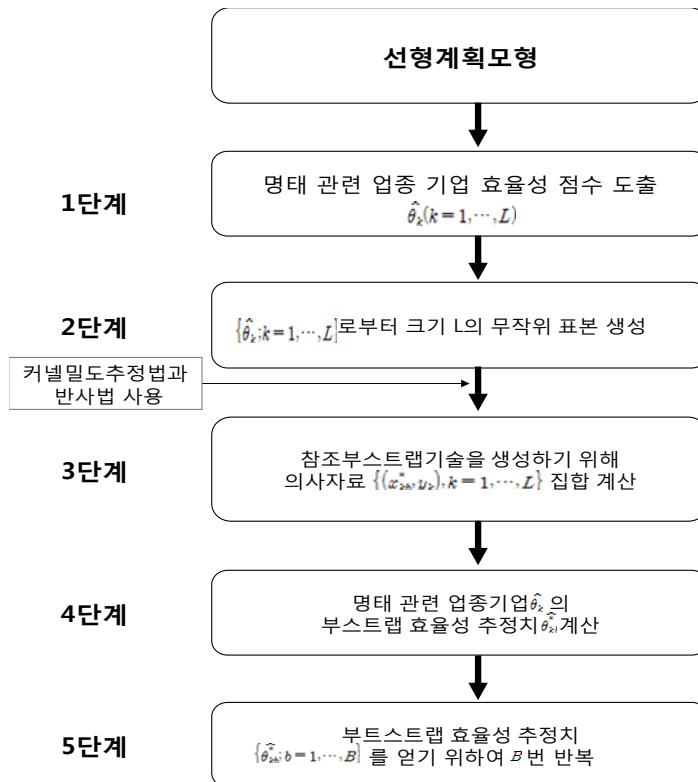 선형계획모형
1단계
명태 관련 업종 기업 효율성 점수 도출
θ̂ₖ(k = 1,⋯,L)
2단계
{θ̂ₖ;k = 1,⋯,L}로부터 크기 L의 무작위 표본 생성
커넬밀도추정법과
반사법 사용
3단계
참조부스트랩기술을 생성하기 위해
의사자료 {(x*ₖb,yₖ), k = 1,⋯,L} 집합 계산
4단계
명태 관련 업종기업 θ̂ₖ 의
부스트랩 효율성 추정치 계산
5단계
부트스트랩 효율성 추정치
{θ̂*ₖb; b = 1,⋯,B} 를 얻기 위하여 B번 반복